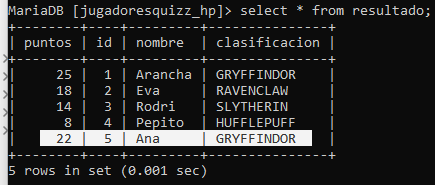 MariaDB [jugadoresquizz_hp]> select * from resultado;
+--------+----+---------+---------------+
| puntos | id | nombre  | clasificacion |
+--------+----+---------+---------------+
|     25 |  1 | Arancha | GRYFFINDOR    |
|     18 |  2 | Eva     | RAVENCLAW     |
|     14 |  3 | Rodri   | SLYTHERIN     |
|      8 |  4 | Pepito  | HUFFLEPUFF    |
|     22 |  5 | Ana     | GRYFFINDOR    |
+--------+----+---------+---------------+
5 rows in set (0.001 sec)